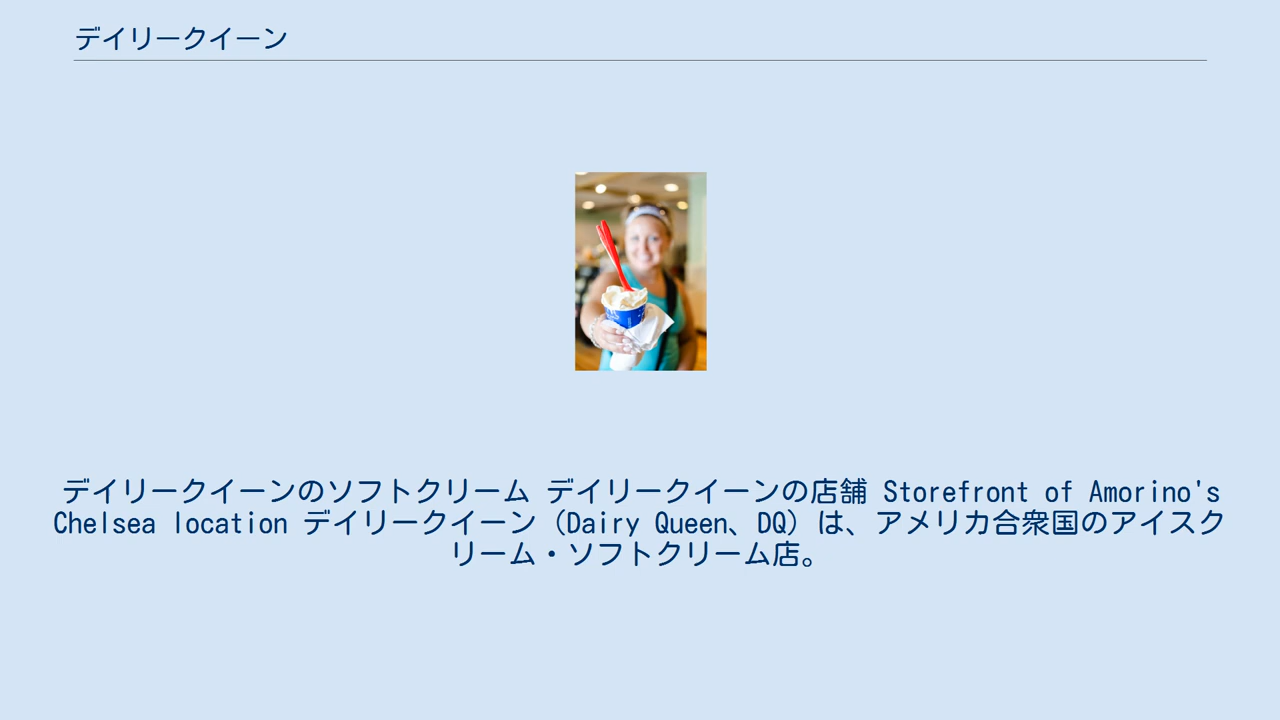 デイリークイーン
デイリークイーンのソフトクリーム デイリークイーンの店舗 Storefront of Amorino's
Chelsea location デイリークイーン（Dairy Queen、DQ）は、アメリカ合衆国のアイスク
リーム・ソフトクリーム店。